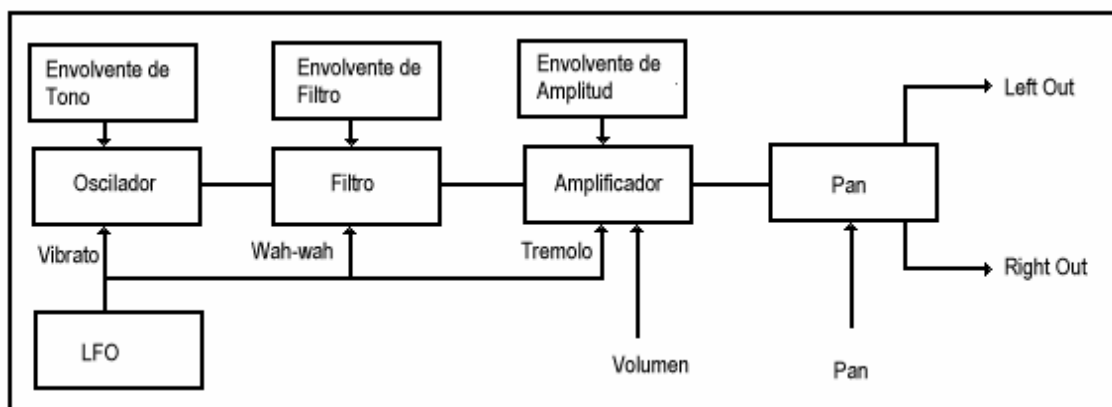 Envolvente de
Tono
Envolvente de
Filtro
Envolvente de
Amplitud
Left Out
Oscilador
Filtro
Amplificador
Pan
Vibrato
Wah-wah
Tremolo
Right Out
LFO
Volumen
Pan